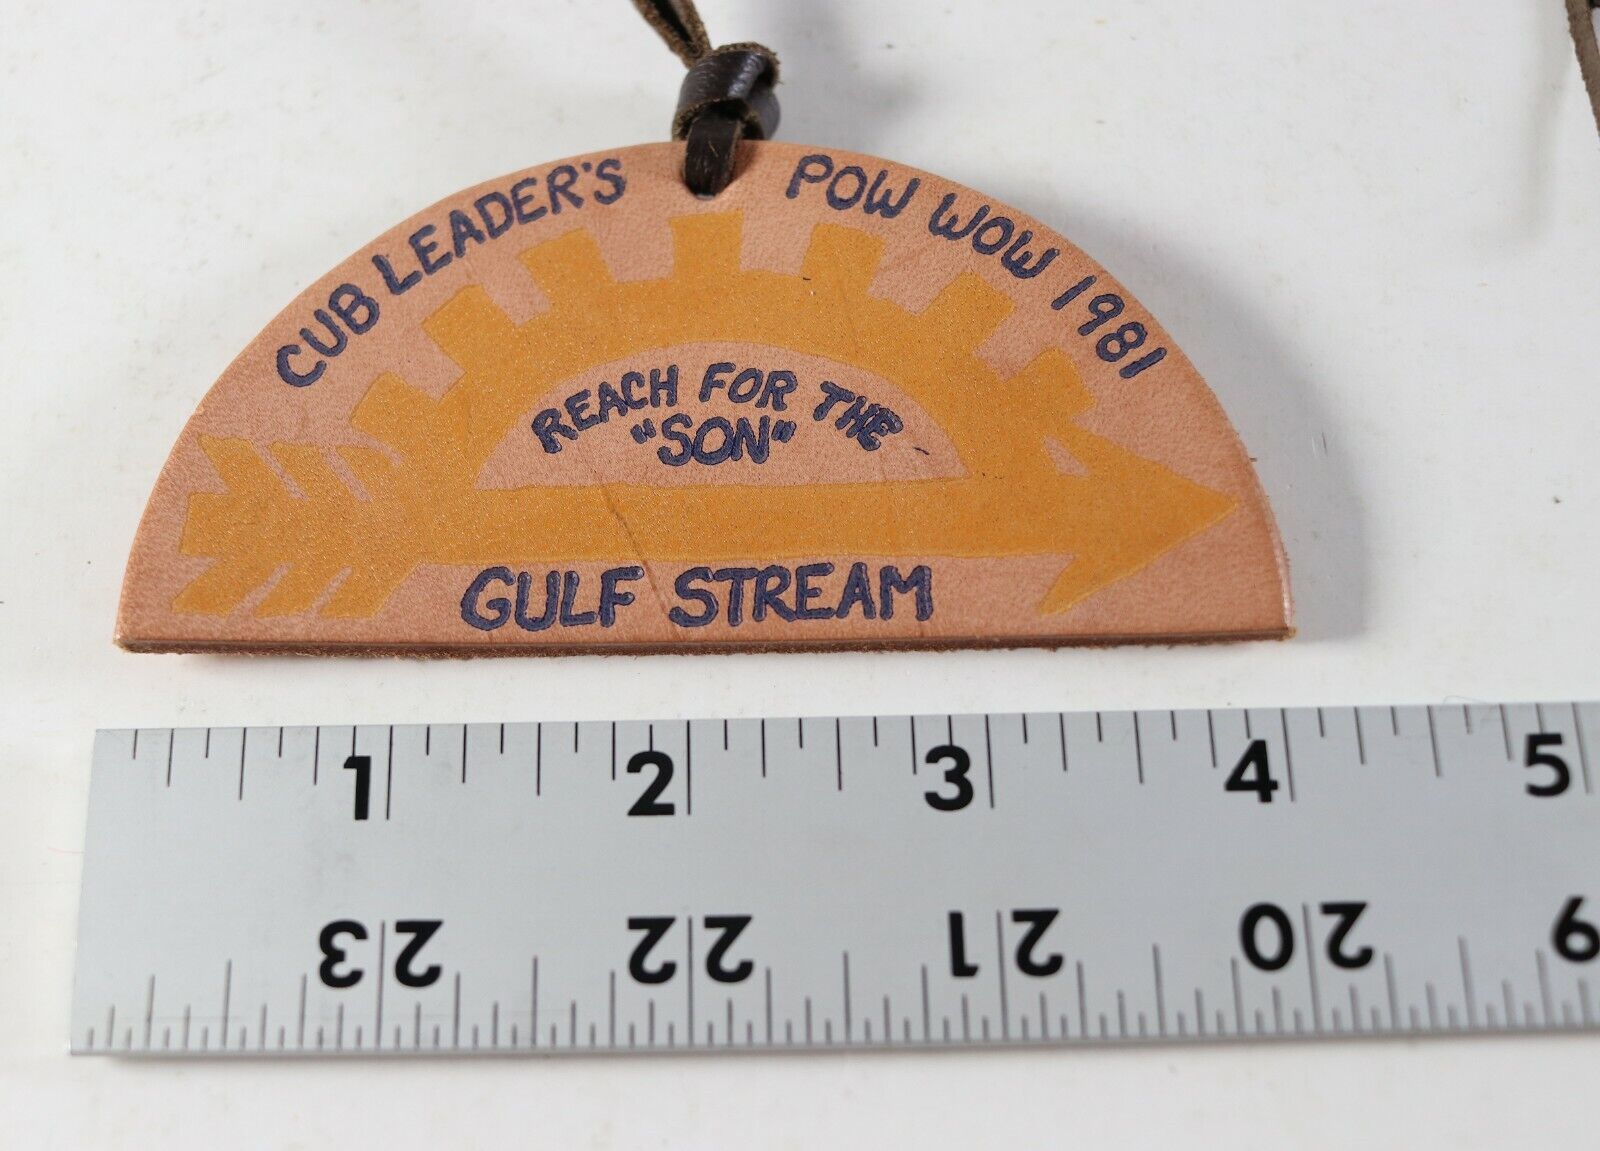 CUB LEADER'S POW WOW 1981
REACH FOR THE
"SON"
GULF STREAM
1 2 3 4 5
23 22 21 20 9